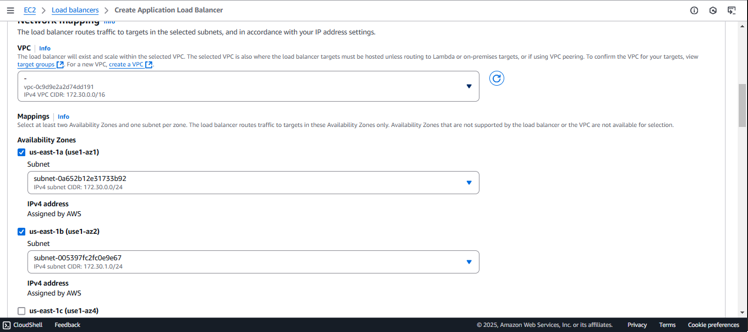 EC2 > Load balancers > Create Application Load Balancer
Network mapping Info
The load balancer routes traffic to targets in the selected subnets, and in accordance with your IP address settings.
VPC | Info
The load balancer will exist and scale within the selected VPC. The selected VPC is also where the load balancer targets must be hosted unless routing to Lambda or on-premises targets, or if using VPC peering. To confirm the VPC for your targets, view
target groups. For a new VPC, create a VPC
-
vpc-0c9d9e2a2d74dd191
IPv4 VPC CIDR: 172.30.0.0/16
Mappings | Info
Select at least two Availability Zones and one subnet per zone. The load balancer routes traffic to targets in these Availability Zones only. Availability Zones that are not supported by the load balancer or the VPC are not available for selection.
Availability Zones
us-east-1a (use1-az1)
Subnet
subnet-0a652b12e31733b92
IPv4 subnet CIDR: 172.30.0.0/24
IPv4 address
Assigned by AWS
us-east-1b (use1-az2)
Subnet
subnet-005397fc2fc0e9e67
IPv4 subnet CIDR: 172.30.1.0/24
IPv4 address
Assigned by AWS
us-east-1c (use1-az4)
CloudShell Feedback © 2025, Amazon Web Services, Inc. or its affiliates. Privacy Terms Cookie preferences